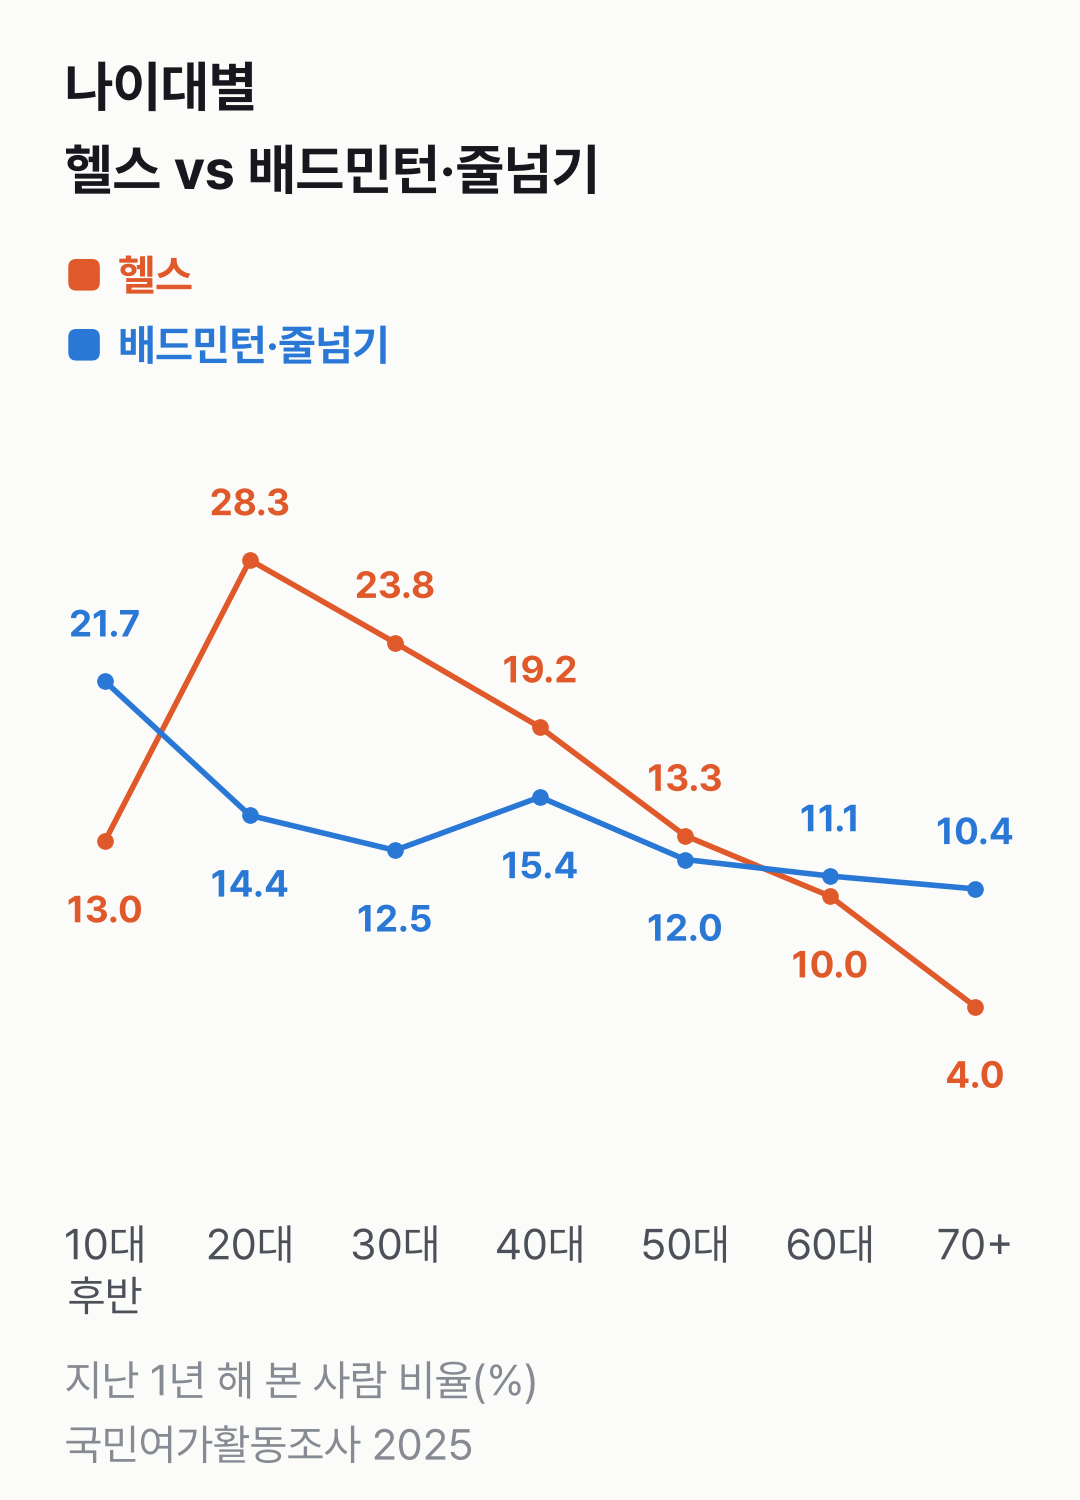 나이대별
헬스 vs 배드민턴·줄넘기
헬스
배드민턴·줄넘기
28.3
23.8
21.7
19.2
13.3
11.1
10.4
15.4
14.4
13.0
12.5
12.0
10.0
4.0
10대 후반
20대
30대
40대
50대
60대
70+
지난 1년 해 본 사람 비율(%)
국민여가활동조사 2025